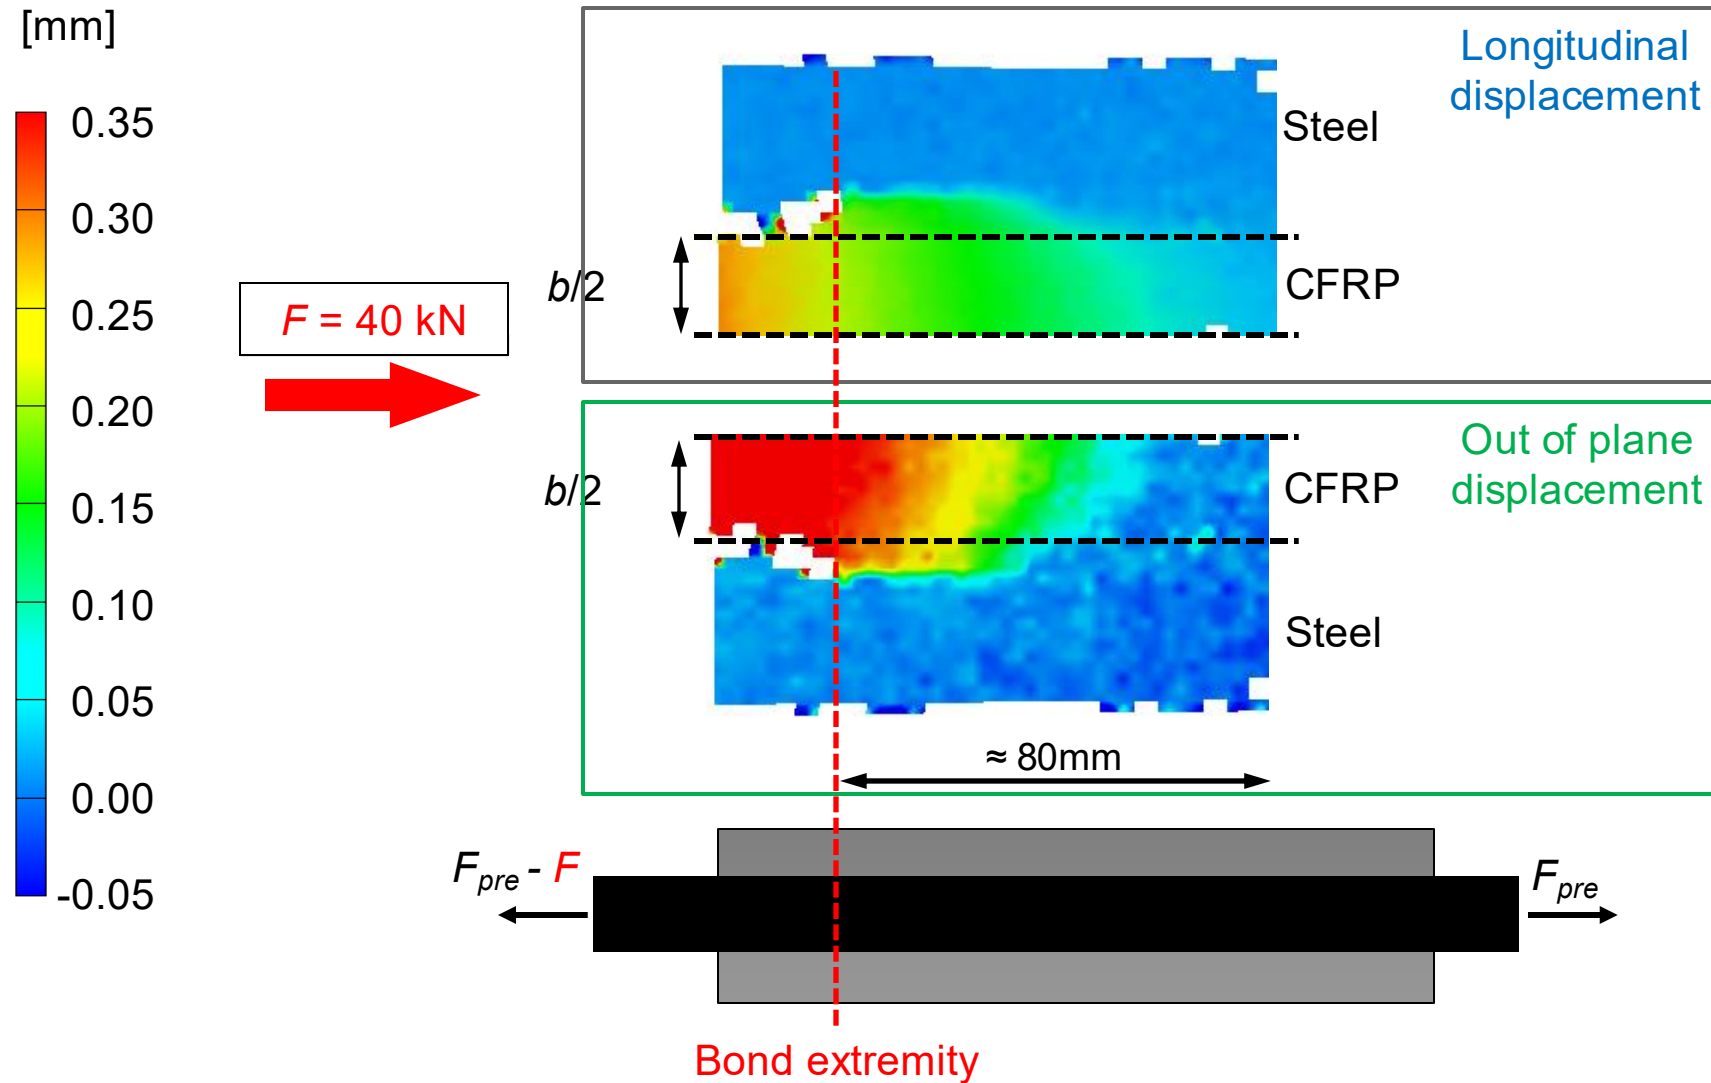 [mm]
0.35
0.30
0.25
0.20
0.15
0.10
0.05
0.00
-0.05
F = 40 kN
Longitudinal
displacement
Steel
b/2
CFRP
Out of plane
displacement
b/2
CFRP
Steel
≈ 80mm
Fpre - F
Fpre
Bond extremity